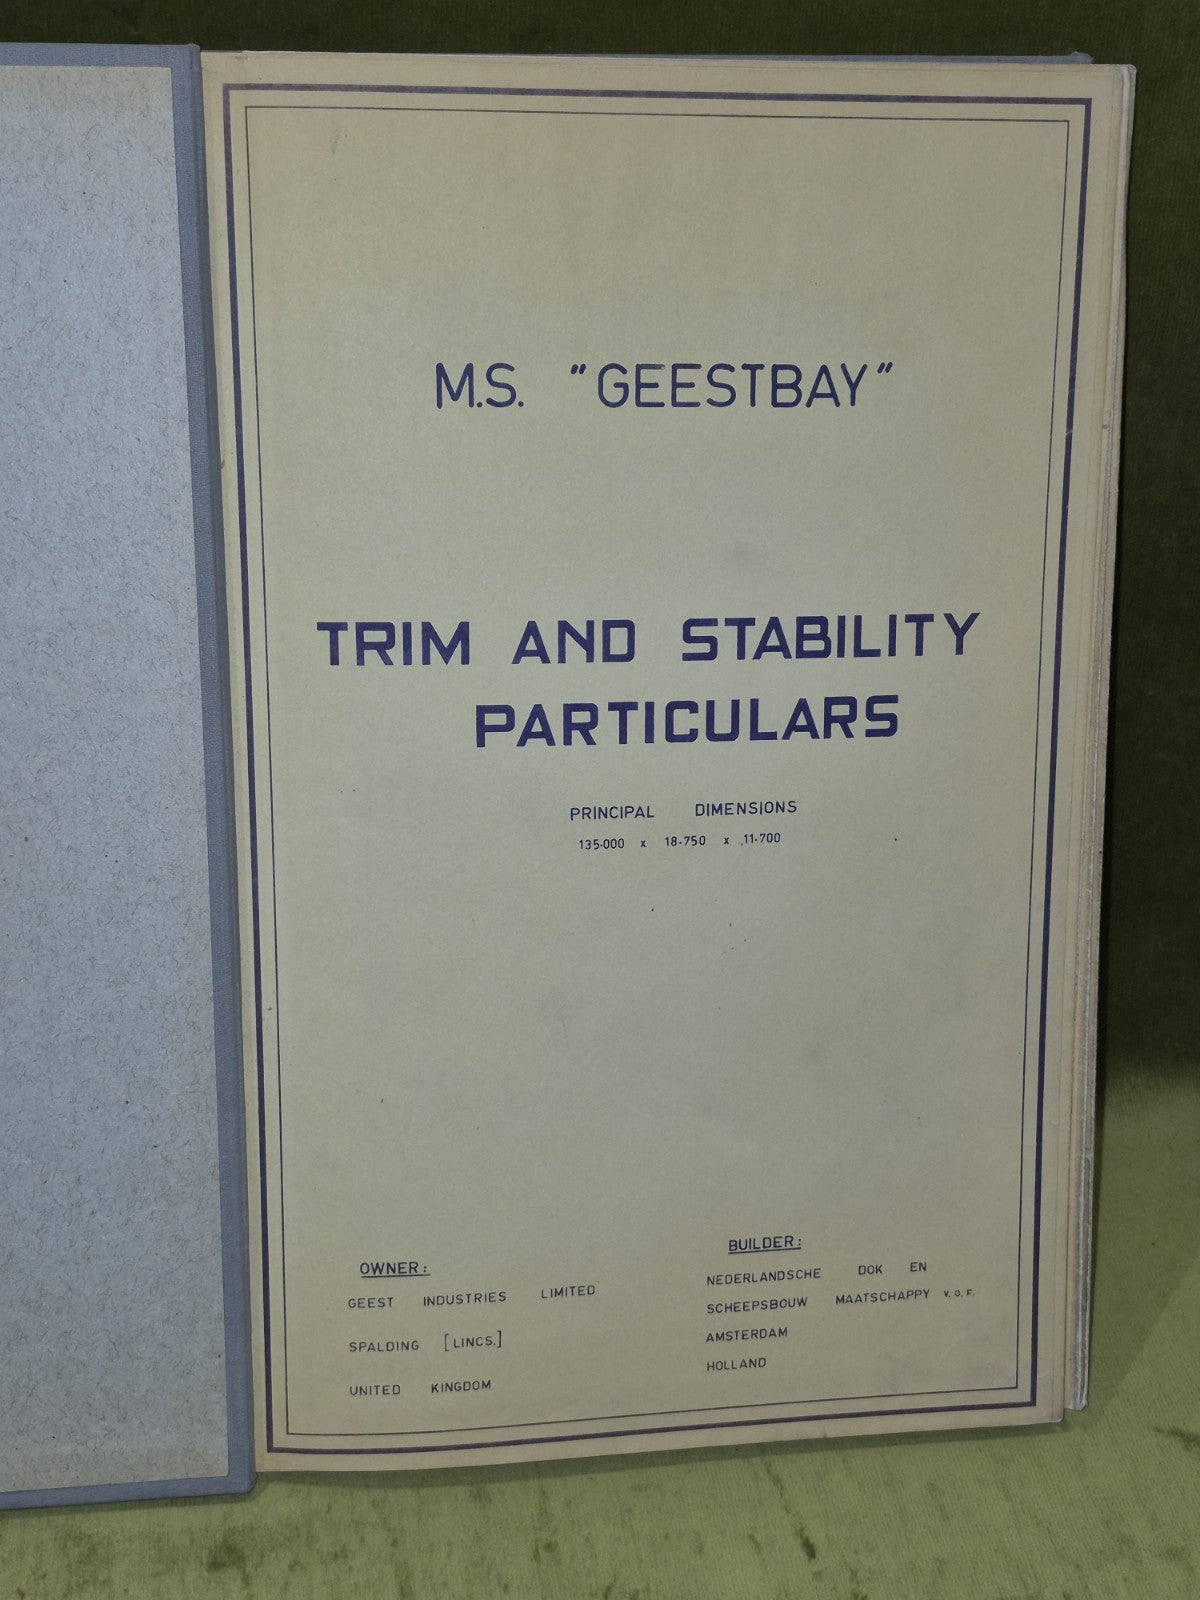 M.S. "GEESTBAY"
TRIM AND STABILITY
PARTICULARS
PRINCIPAL DIMENSIONS
135.000 x 18.750 x 11.700
OWNER:
GEEST INDUSTRIES LIMITED
SPALDING [LINCS.]
UNITED KINGDOM
BUILDER:
NEDERLANDSCHE DOK EN
SCHEEPSBOUW MAATSCHAPPY V.O.F.
AMSTERDAM
HOLLAND